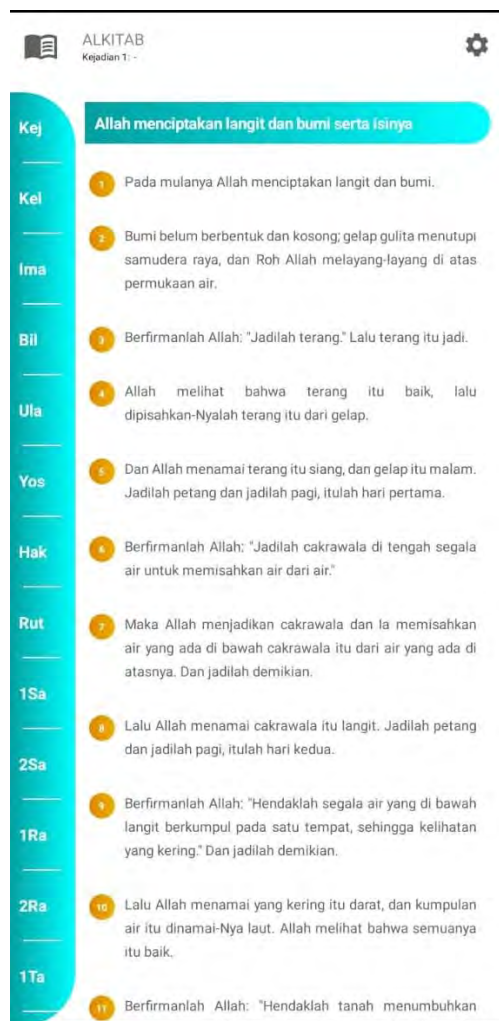 ALKITAB
Kejadian 1: -
Kej
Kel
Ima
Bil
Ula
Yos
Hak
Rut
1Sa
2Sa
1Ra
2Ra
1Ta
Allah menciptakan langit dan bumi serta isinya
1 Pada mulanya Allah menciptakan langit dan bumi.
2 Bumi belum berbentuk dan kosong; gelap gulita menutupi
samudera raya, dan Roh Allah melayang-layang di atas
permukaan air.
3 Berfirmanlah Allah: "Jadilah terang." Lalu terang itu jadi.
4 Allah melihat bahwa terang itu baik, lalu
dipisahkan-Nyalah terang itu dari gelap.
5 Dan Allah menamai terang itu siang, dan gelap itu malam.
Jadilah petang dan jadilah pagi, itulah hari pertama.
6 Berfirmanlah Allah: "Jadilah cakrawala di tengah segala
air untuk memisahkan air dari air."
7 Maka Allah menjadikan cakrawala dan Ia memisahkan
air yang ada di bawah cakrawala itu dari air yang ada di
atasnya. Dan jadilah demikian.
8 Lalu Allah menamai cakrawala itu langit. Jadilah petang
dan jadilah pagi, itulah hari kedua.
9 Berfirmanlah Allah: "Hendaklah segala air yang di bawah
langit berkumpul pada satu tempat, sehingga kelihatan
yang kering." Dan jadilah demikian.
10 Lalu Allah menamai yang kering itu darat, dan kumpulan
air itu dinamai-Nya laut. Allah melihat bahwa semuanya
itu baik.
11 Berfirmanlah Allah: "Hendaklah tanah menumbuhkan